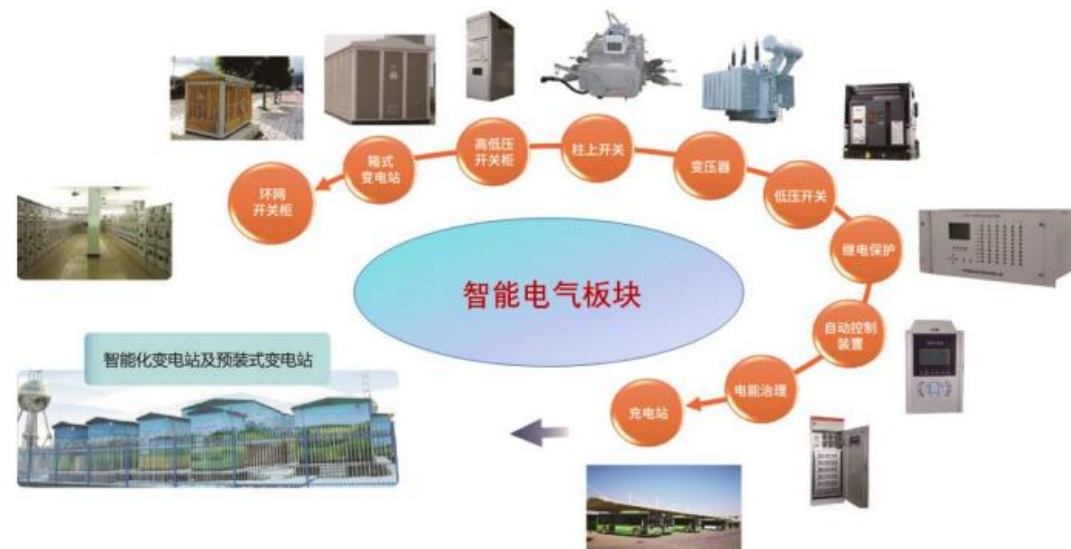 环网
开关柜
箱式
变电站
高低压
开关柜
柱上开关
变压器
低压开关
继电保护
自动控制
装置
电能治理
充电站
智能电气板块
智能化变电站及预装式变电站